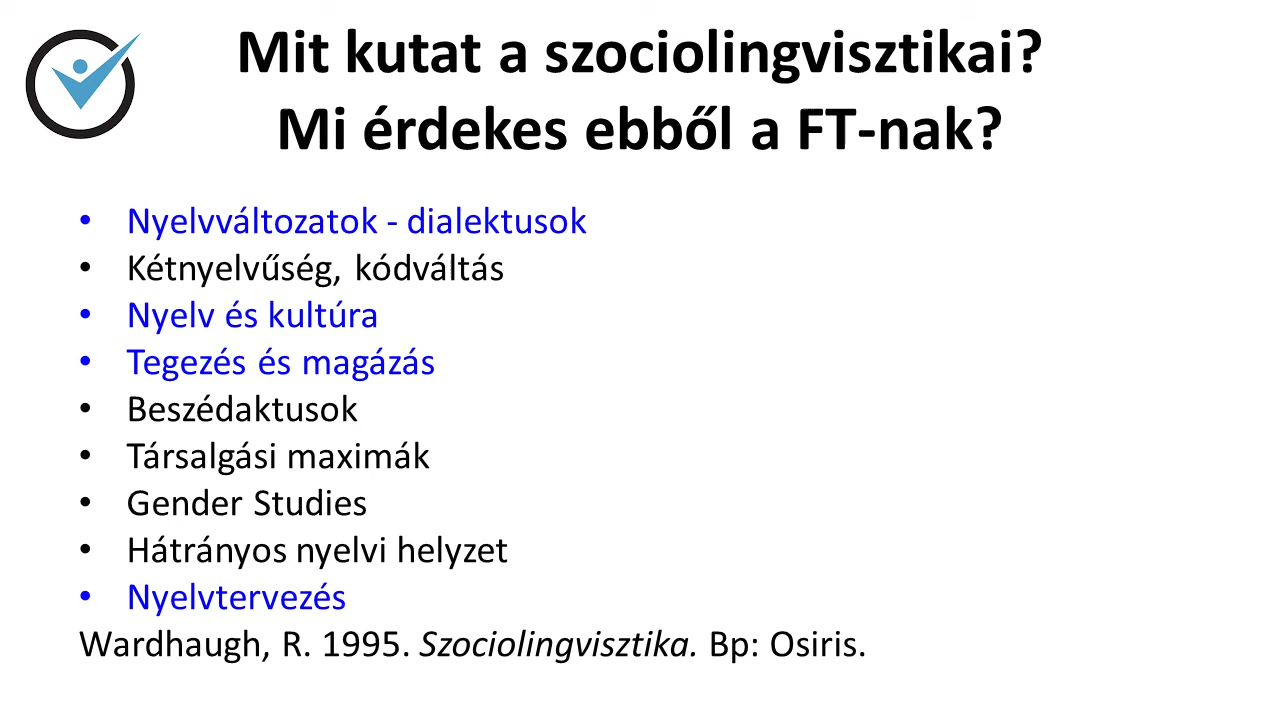 Mit kutat a szociolingvisztikai?
Mi érdekes ebből a FT-nak?
• Nyelvváltozatok - dialektusok
• Kétnyelvűség, kódváltás
• Nyelv és kultúra
• Tegezés és magázás
• Beszédaktusok
• Társalgási maximák
• Gender Studies
• Hátrányos nyelvi helyzet
• Nyelvtervezés
Wardhaugh, R. 1995. Szociolingvisztika. Bp: Osiris.